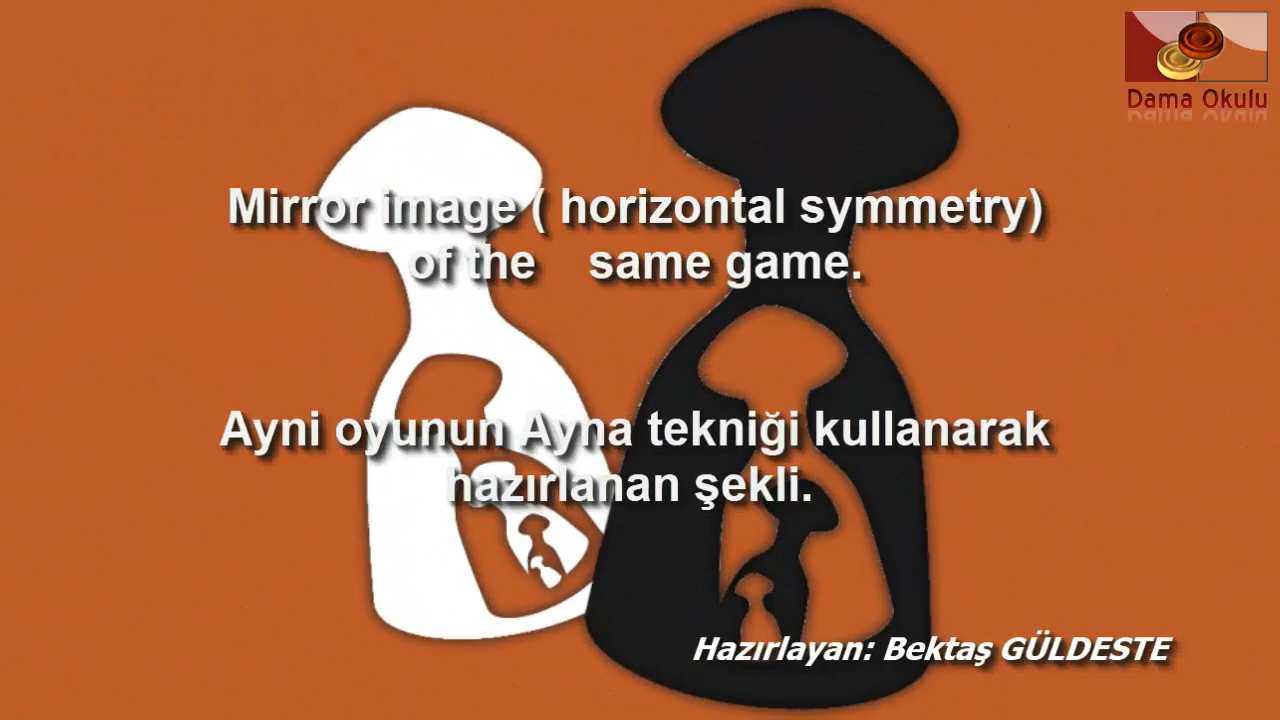 Dama Okulu
Mirror image ( horizontal symmetry)
of the same game.
Ayni oyunun Ayna tekniği kullanarak
hazırlanan şekli.
Hazırlayan: Bektaş GÜLDESTE